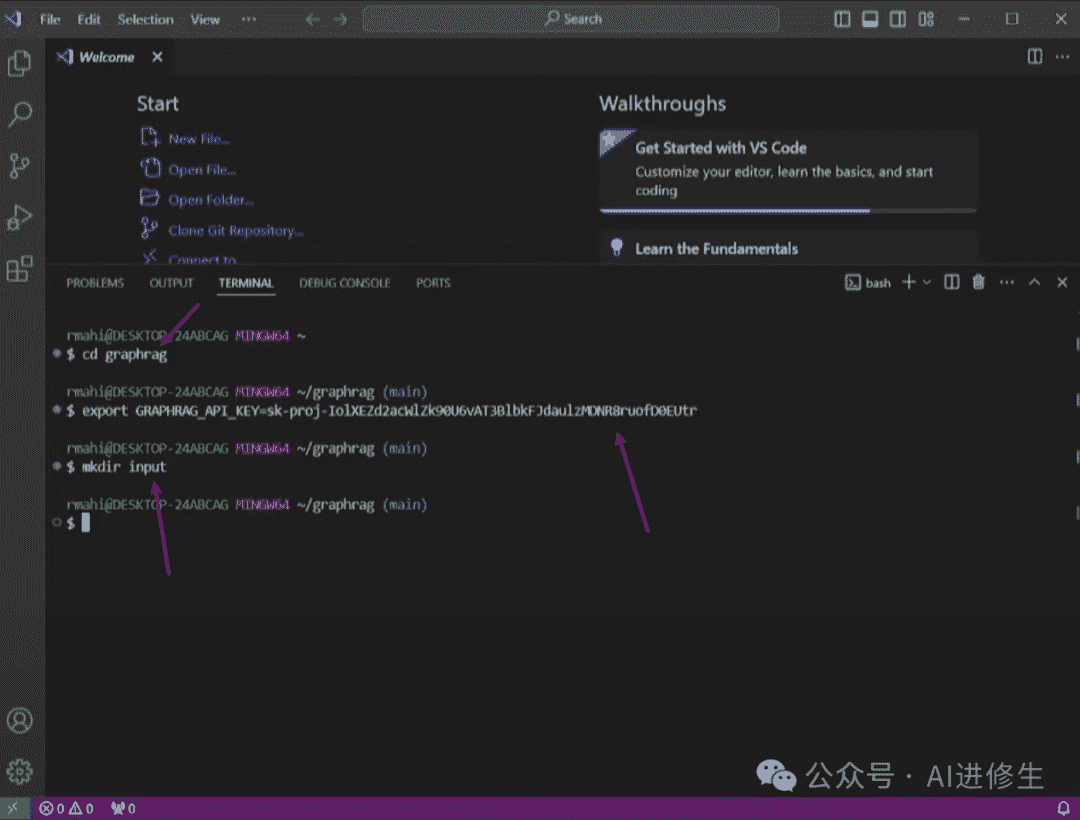 File Edit Selection View ··· Search
Welcome
Start
New File...
Open File...
Open Folder...
Clone Git Repository...
Connect to
Walkthroughs
Get Started with VS Code
Customize your editor, learn the basics, and start
coding
Learn the Fundamentals
PROBLEMS OUTPUT TERMINAL DEBUG CONSOLE PORTS bash
rmahi@DESKTOP-24ABCAG MINGW64 ~
$ cd graphrag
rmahi@DESKTOP-24ABCAG MINGW64 ~/graphrag (main)
$ export GRAPHRAG_API_KEY=
rmahi@DESKTOP-24ABCAG MINGW64 ~/graphrag (main)
$ mkdir input
rmahi@DESKTOP-24ABCAG MINGW64 ~/graphrag (main)
$
公众号 · AI进修生
0 0 0